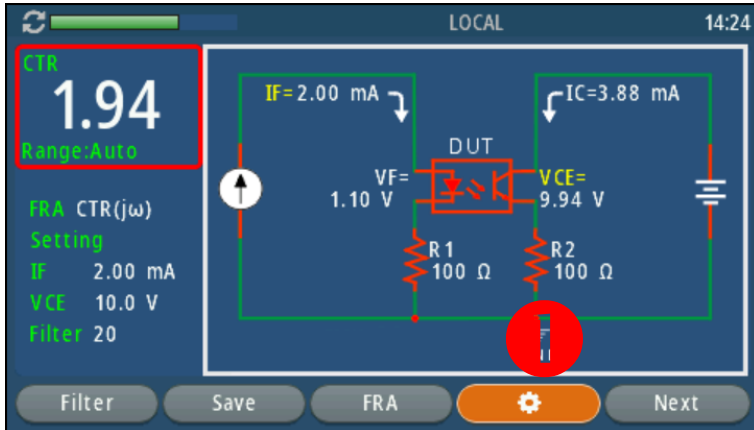 LOCAL 14:24
CTR
1.94
Range:Auto
FRA CTR(jω)
Setting
IF 2.00 mA
VCE 10.0 V
Filter 20
IF=2.00 mA
IC=3.88 mA
DUT
VF=
1.10 V
VCE=
9.94 V
R1
100 Ω
R2
100 Ω
Filter Save FRA Next